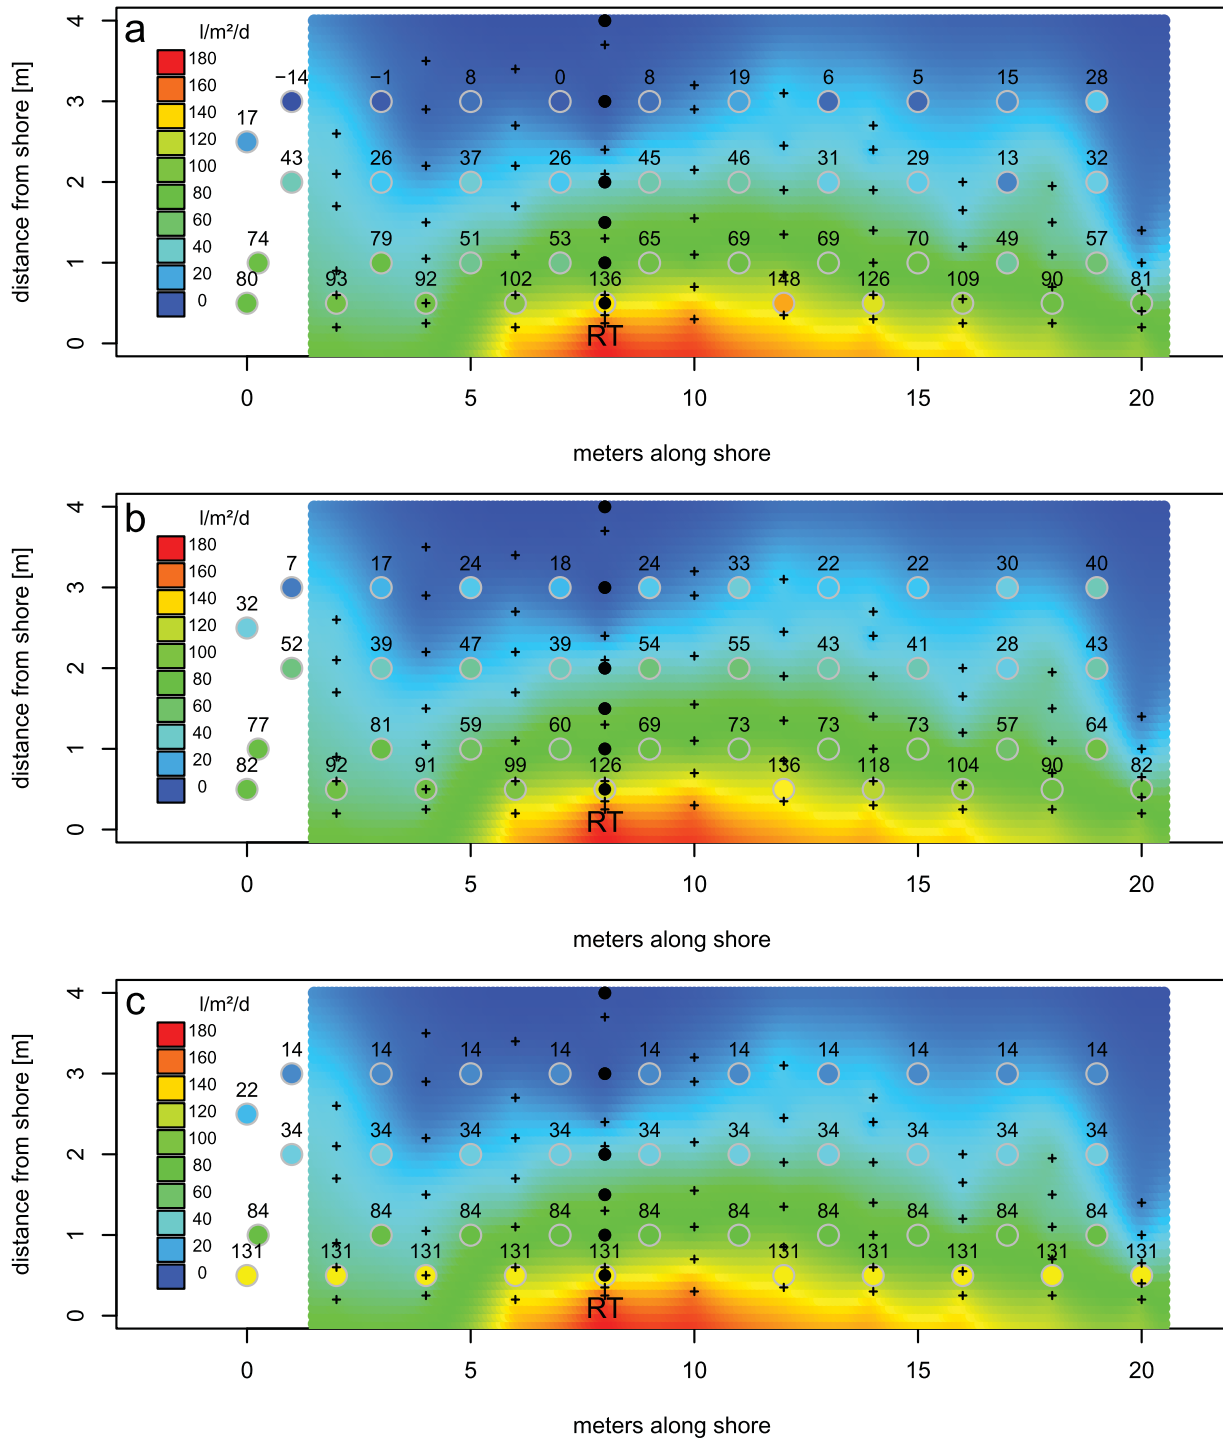 a
l/m²/d
180
160
140
120
100
80
60
40
20
0
distance from shore [m]
4
3
2
1
0
−14 −1 8 0 8 19 6 5 15 28
17
43 26 37 26 45 46 31 29 13 32
74 79 51 53 65 69 69 70 49 57
80 93 92 102 136 148 126 109 90 81
RT
0 5 10 15 20
meters along shore
b
l/m²/d
180
160
140
120
100
80
60
40
20
0
distance from shore [m]
4
3
2
1
0
7 17 24 18 24 33 22 22 30 40
32
52 39 47 39 54 55 43 41 28 43
77 81 59 60 69 73 73 73 57 64
82 92 91 99 126 136 118 104 90 82
RT
0 5 10 15 20
meters along shore
c
l/m²/d
180
160
140
120
100
80
60
40
20
0
distance from shore [m]
4
3
2
1
0
14 14 14 14 14 14 14 14 14 14
22
34 34 34 34 34 34 34 34 34 34
84 84 84 84 84 84 84 84 84 84
131 131 131 131 131 131 131 131 131 131
RT
0 5 10 15 20
meters along shore